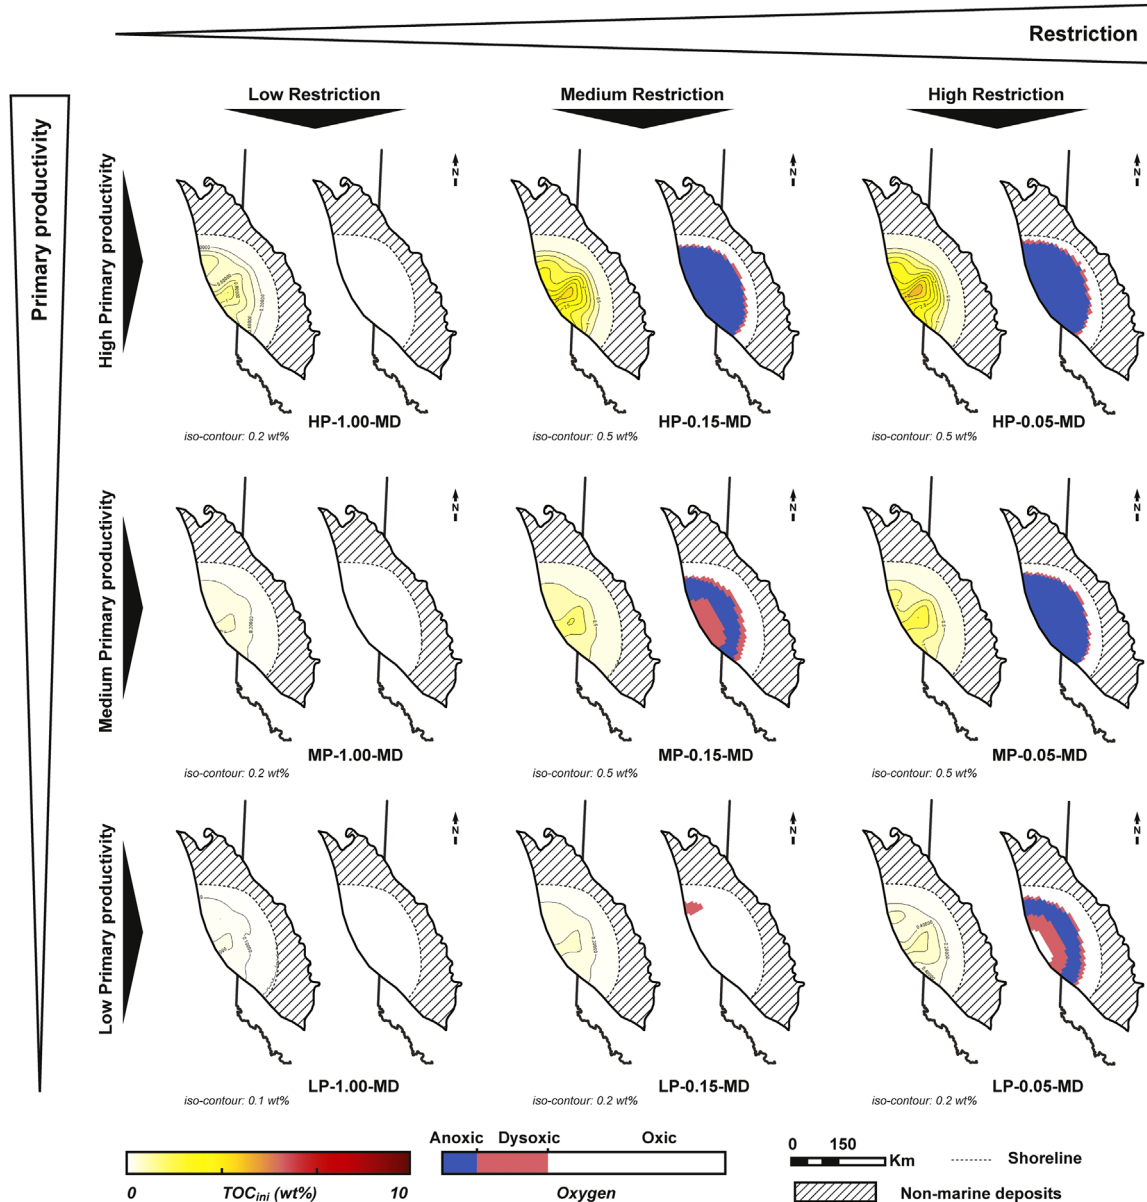 Restriction
Low Restriction
Medium Restriction
High Restriction
Primary productivity
High Primary productivity
N
N
N
HP-1.00-MD
HP-0.15-MD
HP-0.05-MD
iso-contour: 0.2 wt%
iso-contour: 0.5 wt%
iso-contour: 0.5 wt%
Medium Primary productivity
N
N
N
MP-1.00-MD
MP-0.15-MD
MP-0.05-MD
iso-contour: 0.2 wt%
iso-contour: 0.5 wt%
iso-contour: 0.5 wt%
Low Primary productivity
N
N
N
LP-1.00-MD
LP-0.15-MD
LP-0.05-MD
iso-contour: 0.1 wt%
iso-contour: 0.2 wt%
iso-contour: 0.2 wt%
Anoxic Dysoxic Oxic
0 150
Km
Shoreline
0 TOCini (wt%) 10
Oxygen
Non-marine deposits